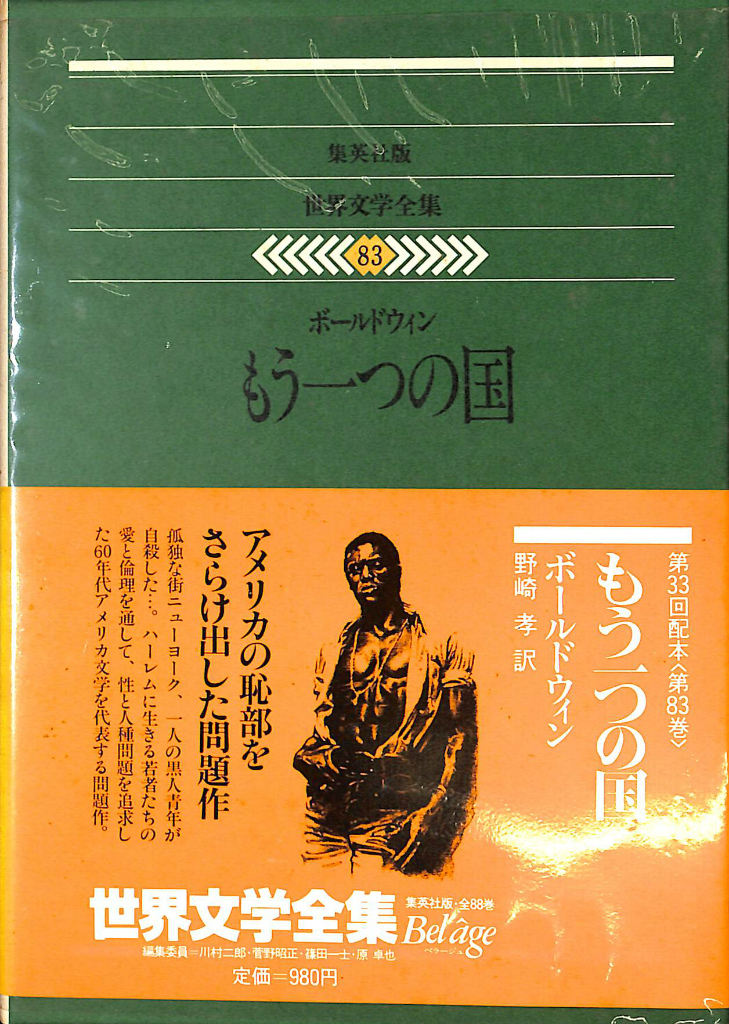 集英社版
世界文学全集
83
ボールドウィン
もう一つの国
第33回配本〈第83巻〉
もう一つの国
ボールドウィン
野崎 孝 訳
アメリカの恥部を
さらけ出した問題作
孤独な街ニューヨーク、一人の黒人青年が
自殺した…。ハーレムに生きる若者たちの
愛と倫理を通して、性と人種問題を追求し
た60年代アメリカ文学を代表する問題作。
世界文学全集
集英社版・全88巻
Bel âge
ベラージュ
編集委員＝川村二郎・菅野昭正・篠田一士・原 卓也
定価＝980円